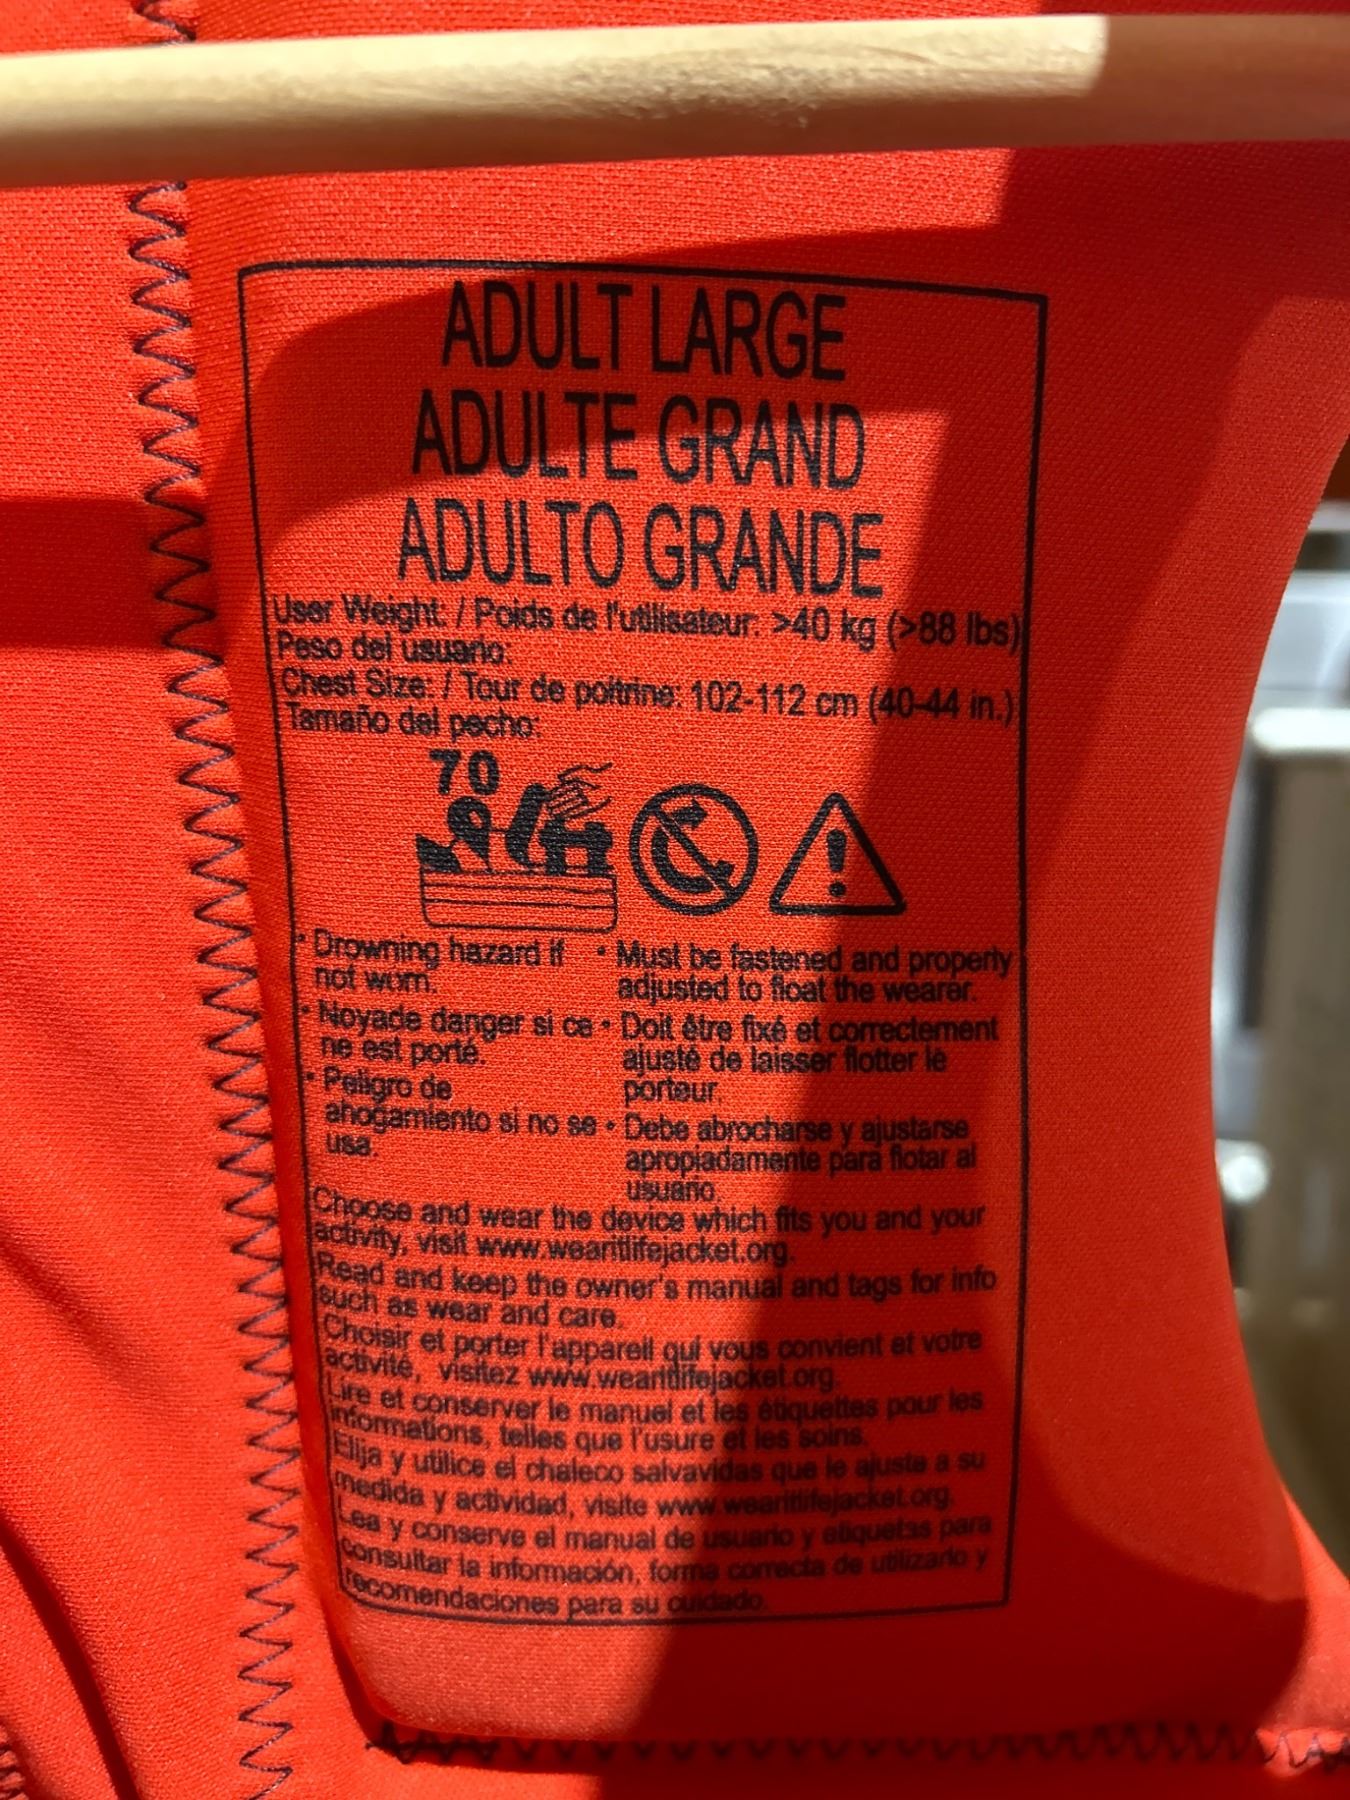 ADULT LARGE
ADULTE GRAND
ADULTO GRANDE
User Weight: / Poids de l'utilisateur: >40 kg (>88 lbs)
Peso del usuario:
Chest Size: / Tour de poitrine: 102-112 cm (40-44 in.)
Tamaño del pecho:
70
• Drowning hazard if
not worn.
• Noyade danger si ce
ne est porté.
• Peligro de
ahogamiento si no se
usa.
• Must be fastened and properly
adjusted to float the wearer.
• Doit être fixé et correctement
ajusté de laisser flotter le
porteur.
• Debe abrocharse y ajustarse
apropiadamente para flotar al
usuario.
Choose and wear the device which fits you and your
activity, visit www.wearitlifejacket.org.
Read and keep the owner's manual and tags for info
such as wear and care.
Choisir et porter l'appareil qui vous convient et votre
activité, visitez www.wearitlifejacket.org.
Lire et conserver le manuel et les étiquettes pour les
informations, telles que l'usure et les soins.
Elija y utilice el chaleco salvavidas que le ajuste a su
medida y actividad, visite www.wearitlifejacket.org.
Lea y conserve el manual de usuario y etiquetas para
consultar la información, forma correcta de utilizarlo y
recomendaciones para su cuidado.